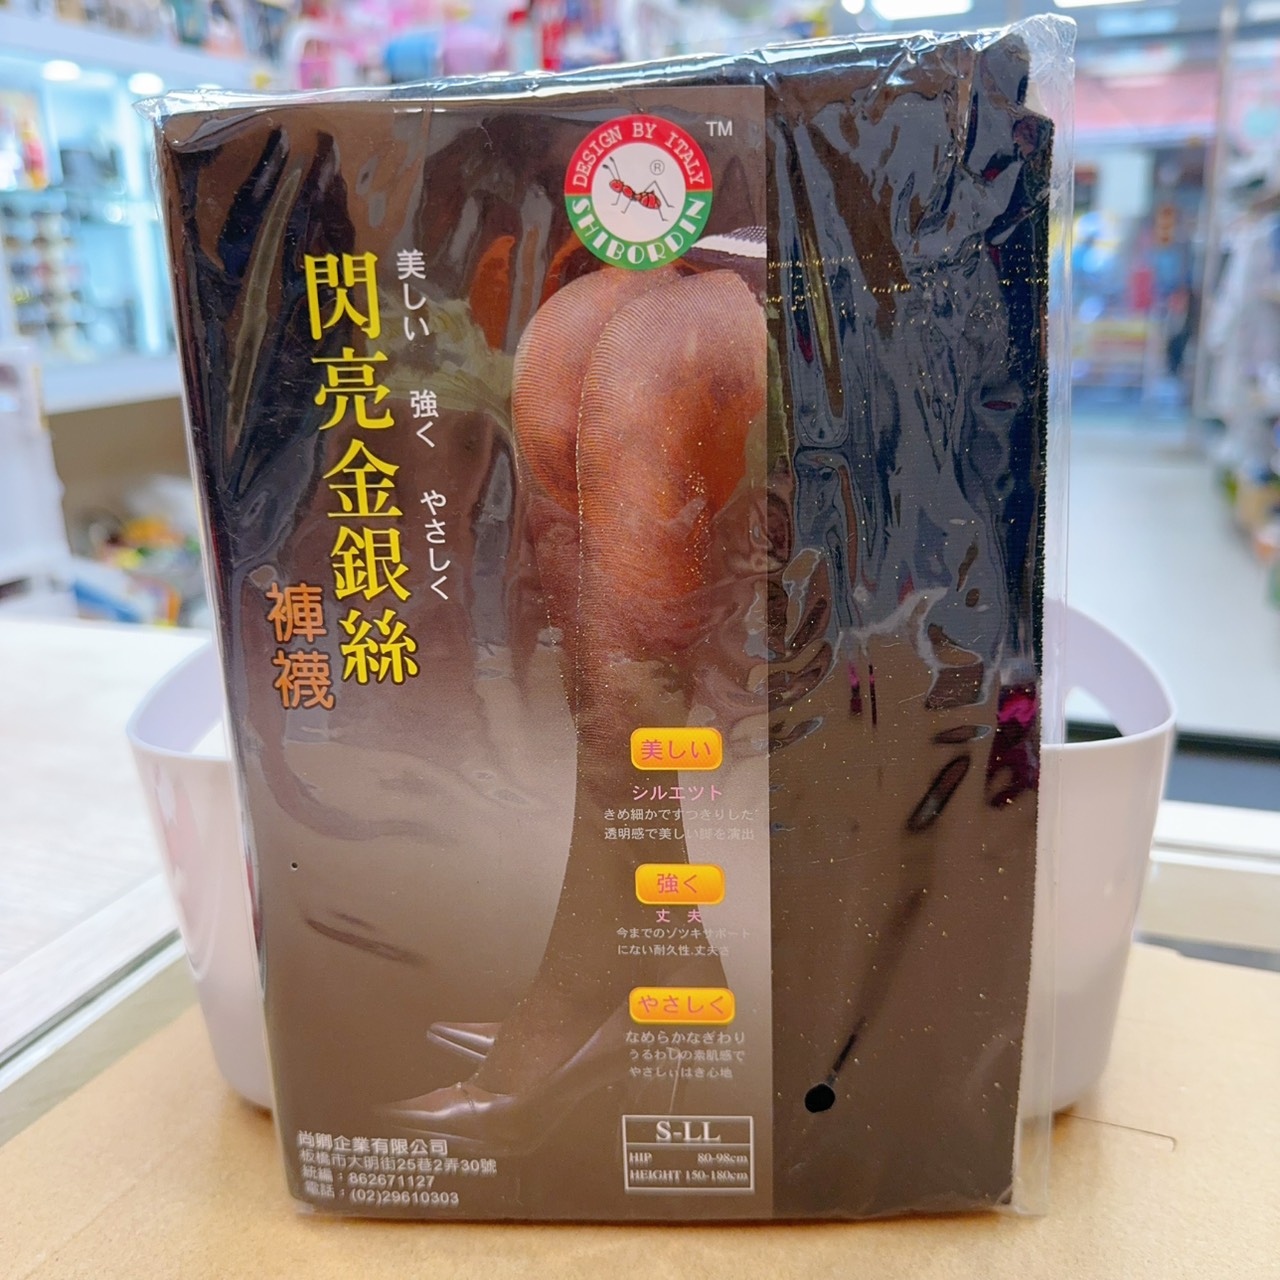 DESIGN BY ITALY
SHIBORDIN
®
TM
美しい 強く やさしく
閃亮金銀絲
褲襪
美しい
シルエツト
きめ細かですつきりした
透明感で美しい脚を演出
強く
丈 夫
今までのゾツキサポート
にない耐久性.丈夫さ
やさしく
なめらかなぎわり
うるわしの素肌感で
やさしいはき心地
S-LL
HIP 80-98cm
HEIGHT 150-180cm
尚鄉企業有限公司
板橋市大明街25巷2弄30號
統編：862671127
電話：(02)29610303